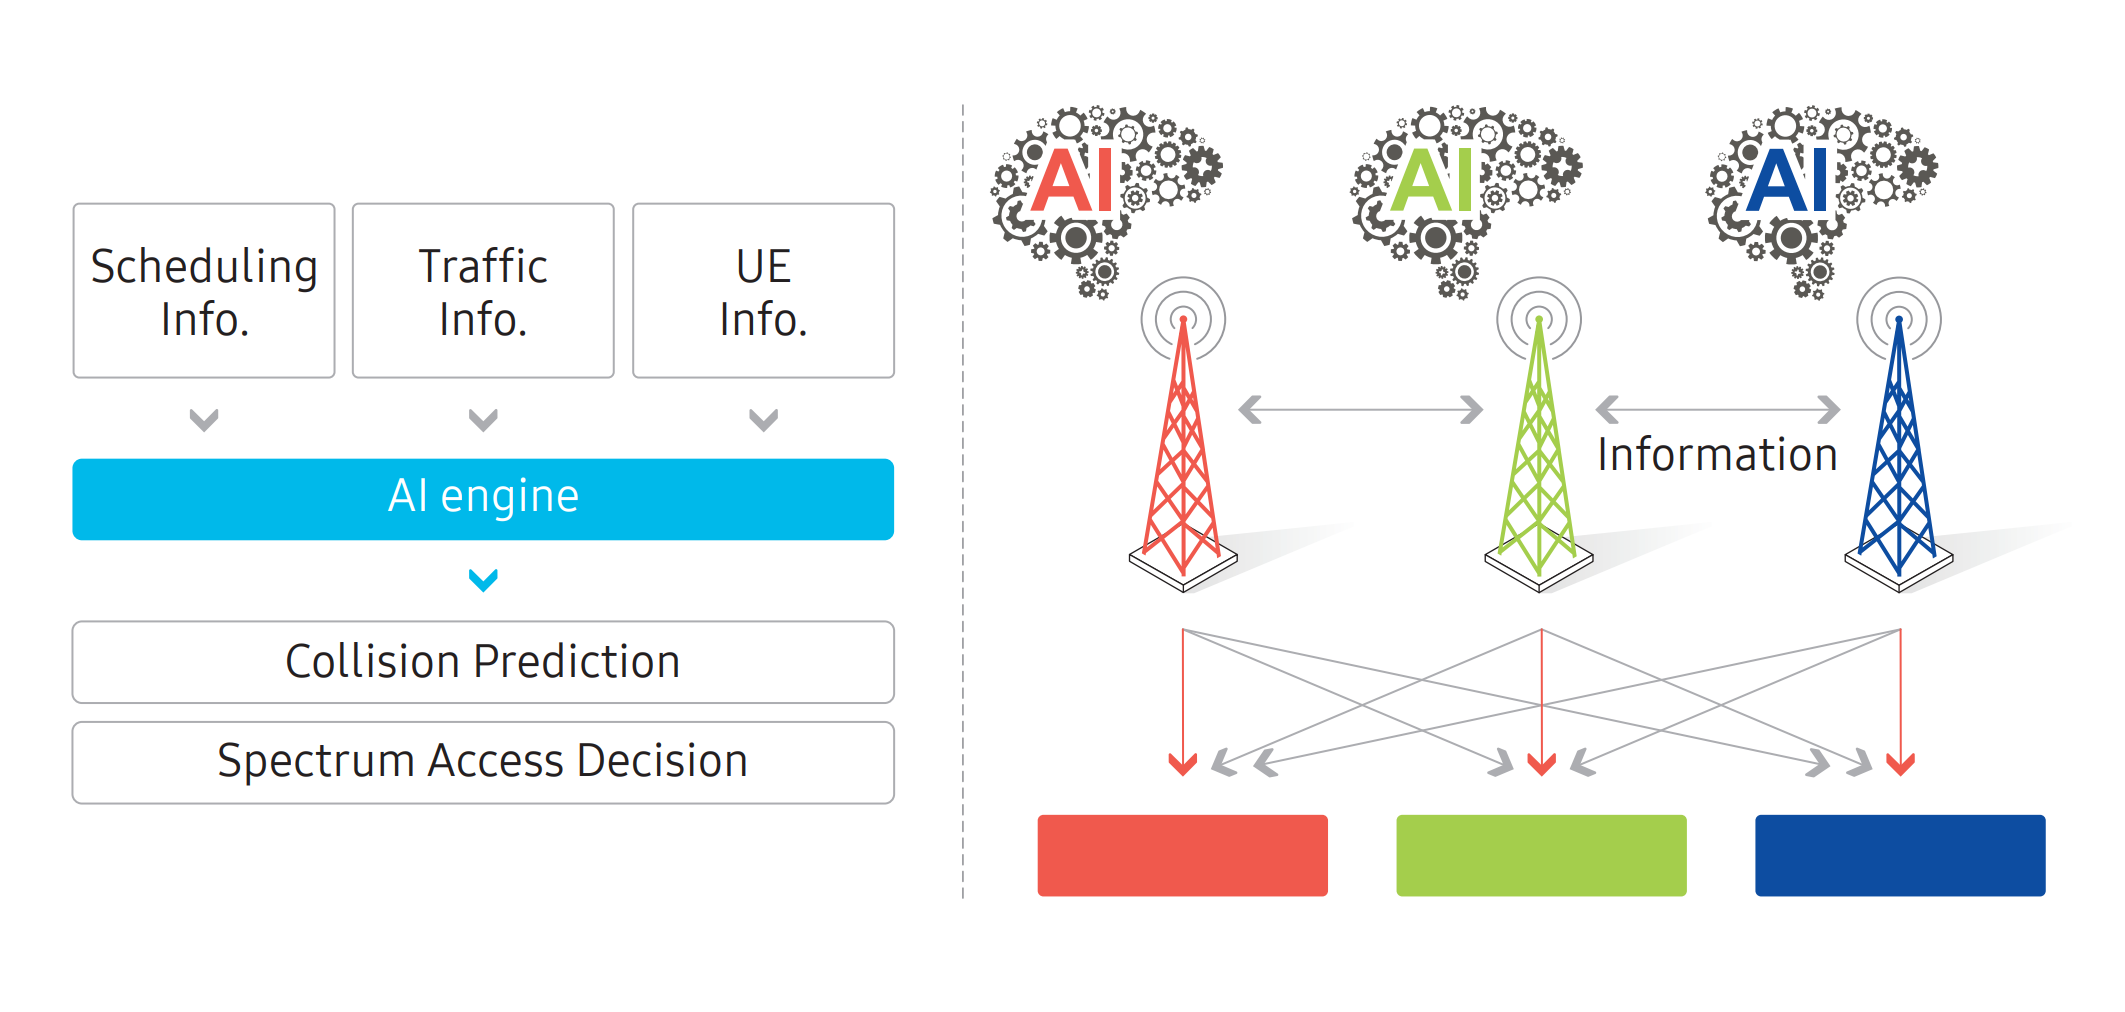 Scheduling
Info.
Traffic
Info.
UE
Info.
AI engine
Collision Prediction
Spectrum Access Decision
AI
AI
AI
Information